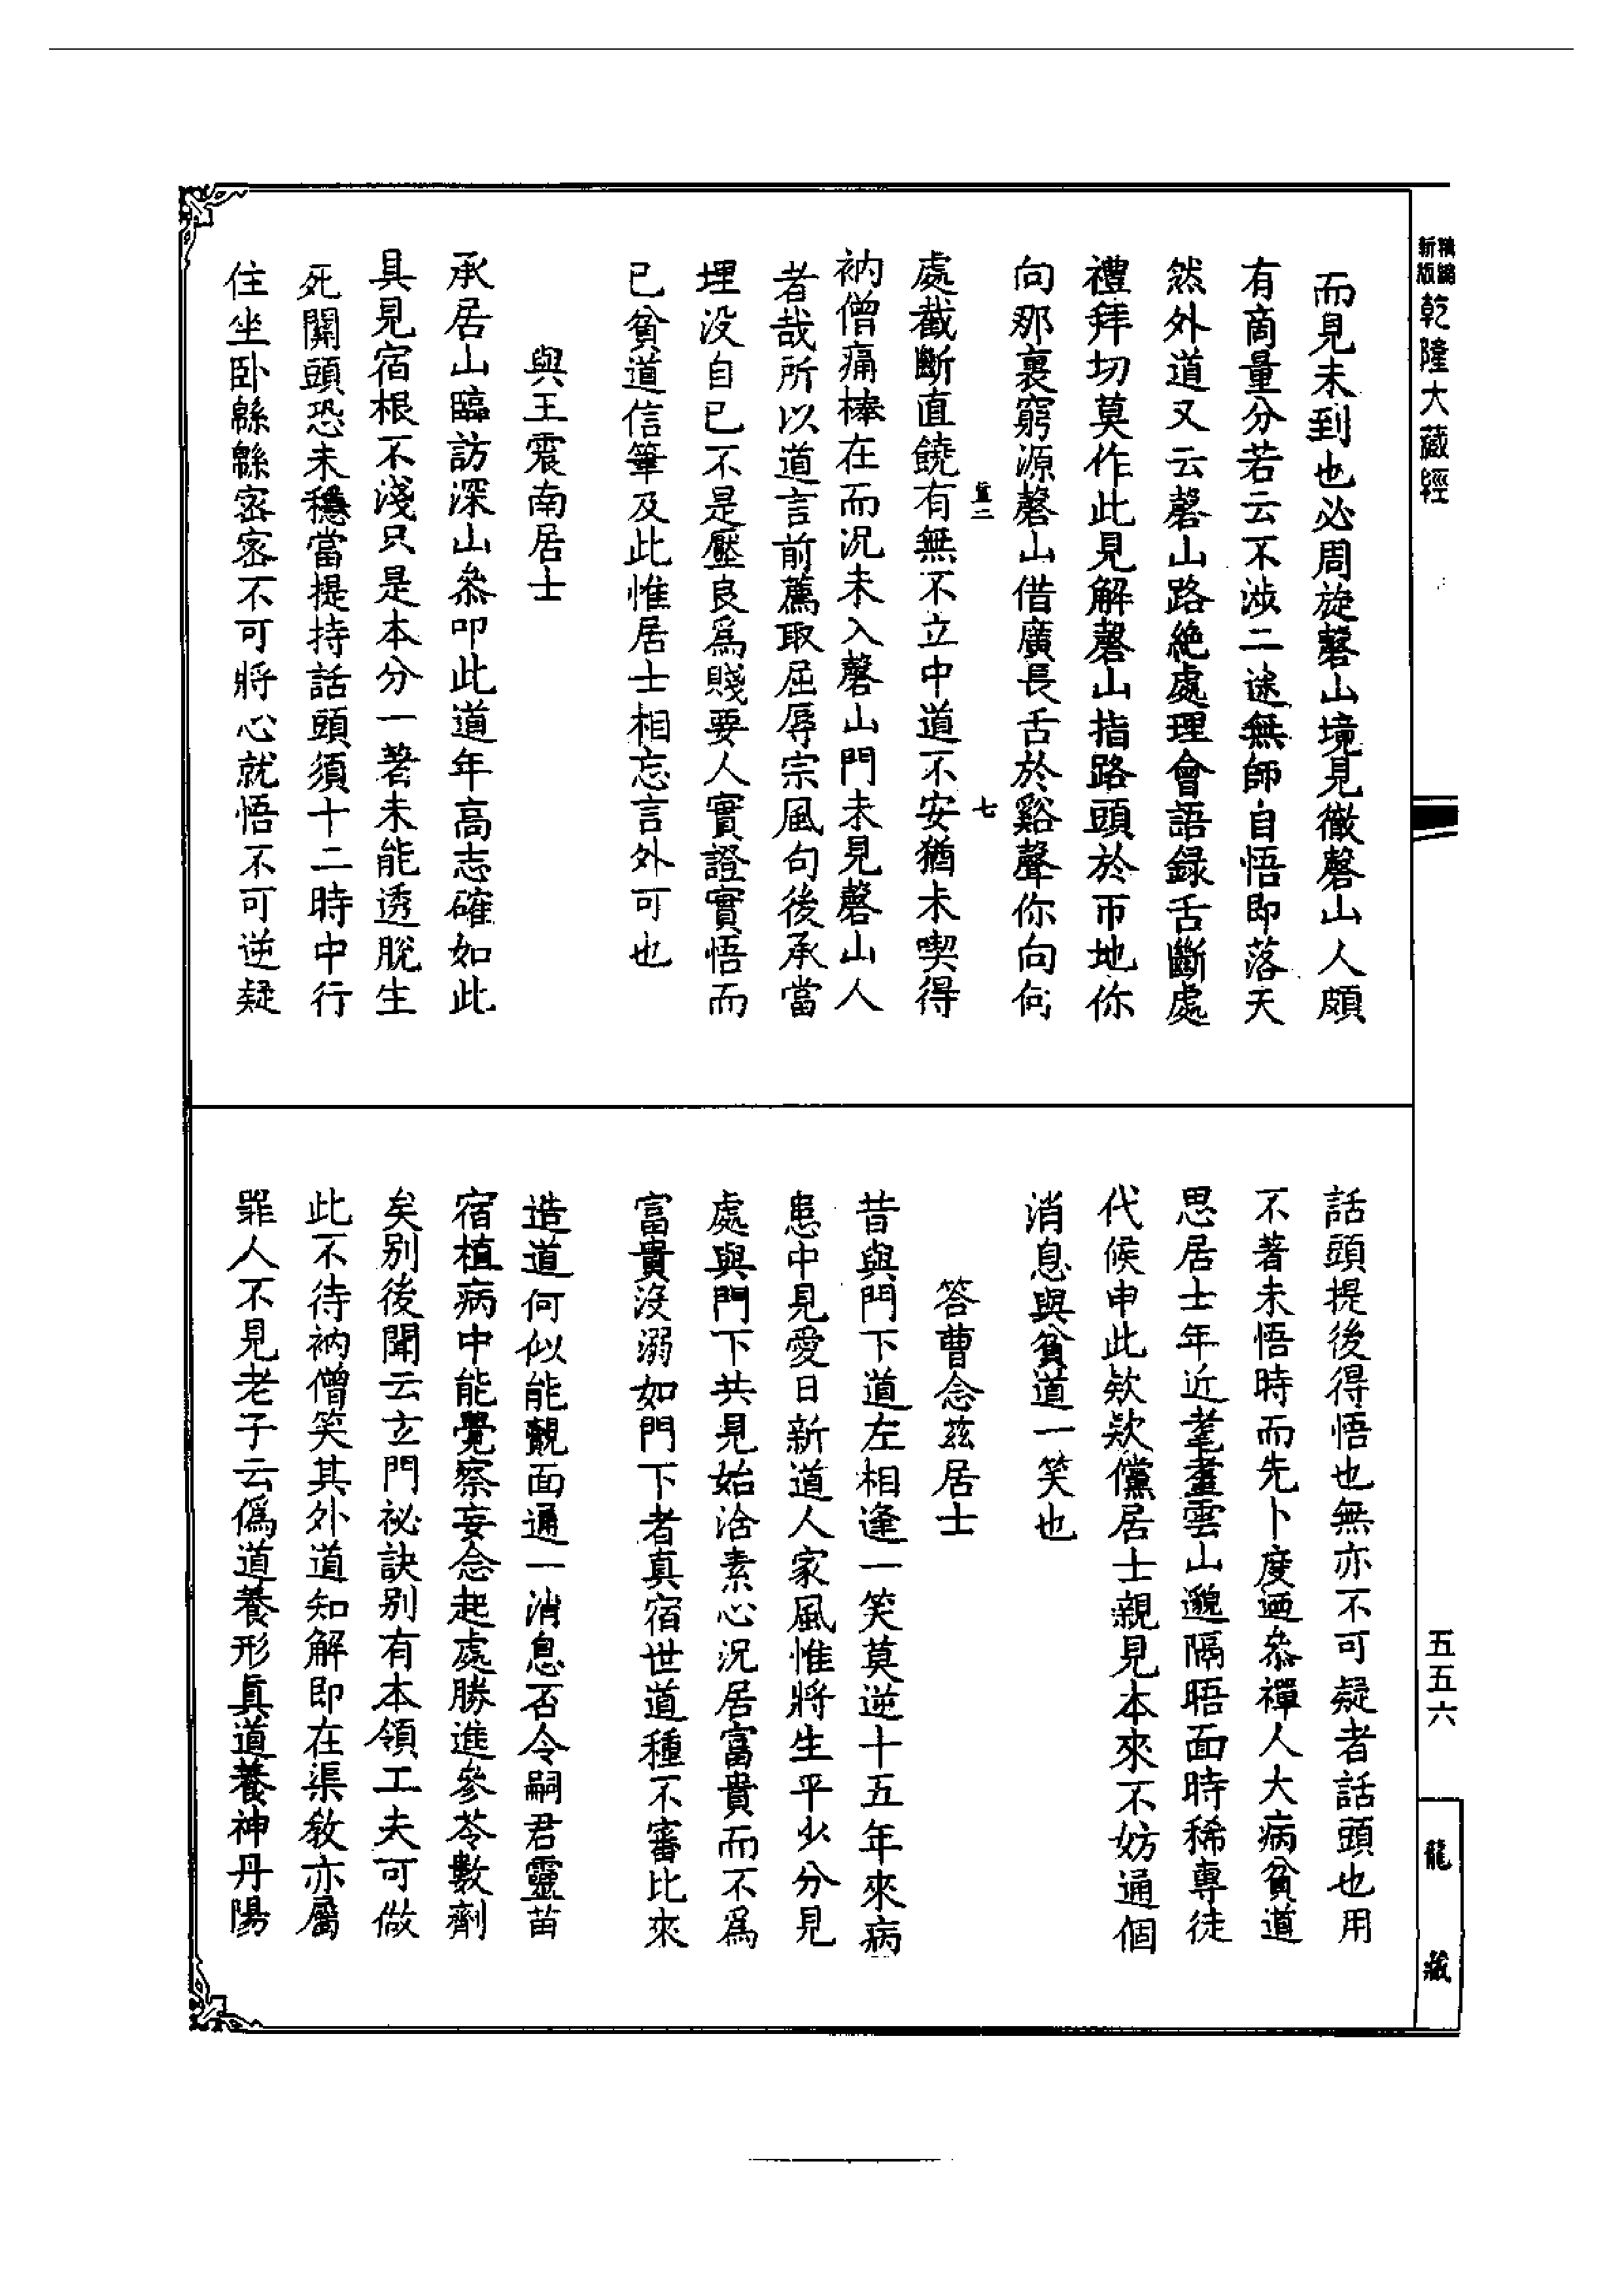 新編
新版
乾隆大藏經
而見未到也必周旋磬山境見徹磬山人頗
有商量分若云不涉二途無師自悟即落天
然外道又云磬山路絶處理會語録舌斷處
禮拜切莫作此見解磬山指路頭於帀地你
向那裏窮源磬山借廣長舌於谿聲你向何
處截斷直饒有無不立中道不安猶未喫得
衲僧痛棒在而况未入磬山門未見磬山人
者哉所以道言前薦取屈辱宗風句後承當
埋没自已不是壓良爲賤要人實證實悟而
已貧道信筆及此惟居士相忘言外可也
與王震南居士
承居山臨訪深山叅叩此道年高志確如此
具見宿根不淺只是本分一著未能透脫生
死關頭恐未穩當提持話頭須十二時中行
住坐卧緜緜密密不可將心就悟不可逆疑
話頭提後得悟也無亦不可疑者話頭也用
不著未悟時而先卜度迺叅禪人大病貧道
思居士年近耄耋雲山邈隔晤面時稀專徒
代候申此欵欵儻居士親見本來不妨通個
消息與貧道一笑也
答曹念茲居士
昔與門下道左相逢一笑莫逆十五年來病
患中見愛日新道人家風惟將生平少分見
處與門下共見始洽素心况居富貴而不爲
富貴没溺如門下者真宿世道種不審比來
造道何似能覿面通一消息否令嗣君靈苗
宿植病中能覺察妄念起處勝進參苓數劑
矣别後聞云玄門祕訣别有本領工夫可做
此不待衲僧笑其外道知解即在渠教亦屬
罪人不見老子云僞道養形真道養神丹陽
五五六
龍藏